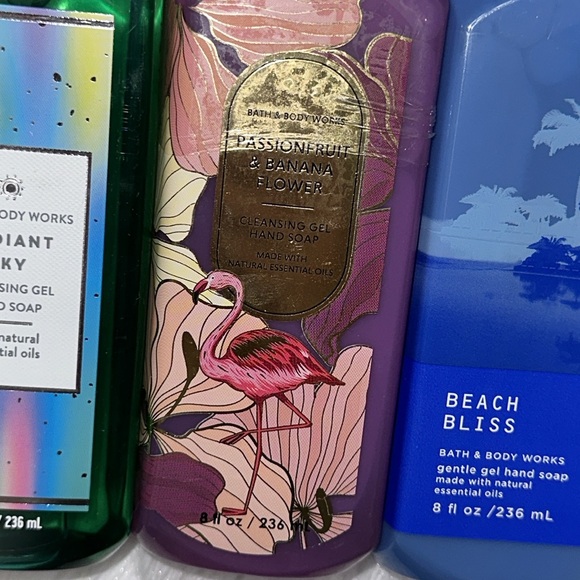 ODY WORKS
DIANT
KY
SING GEL
D SOAP
natural
tial oils
/ 236 mL
BATH & BODY WORKS
PASSIONFRUIT
& BANANA
FLOWER
CLEANSING GEL
HAND SOAP
MADE WITH
NATURAL ESSENTIAL OILS
8 fl oz / 236 mL
BEACH
BLISS
BATH & BODY WORKS
gentle gel hand soap
made with natural
essential oils
8 fl oz /236 mL